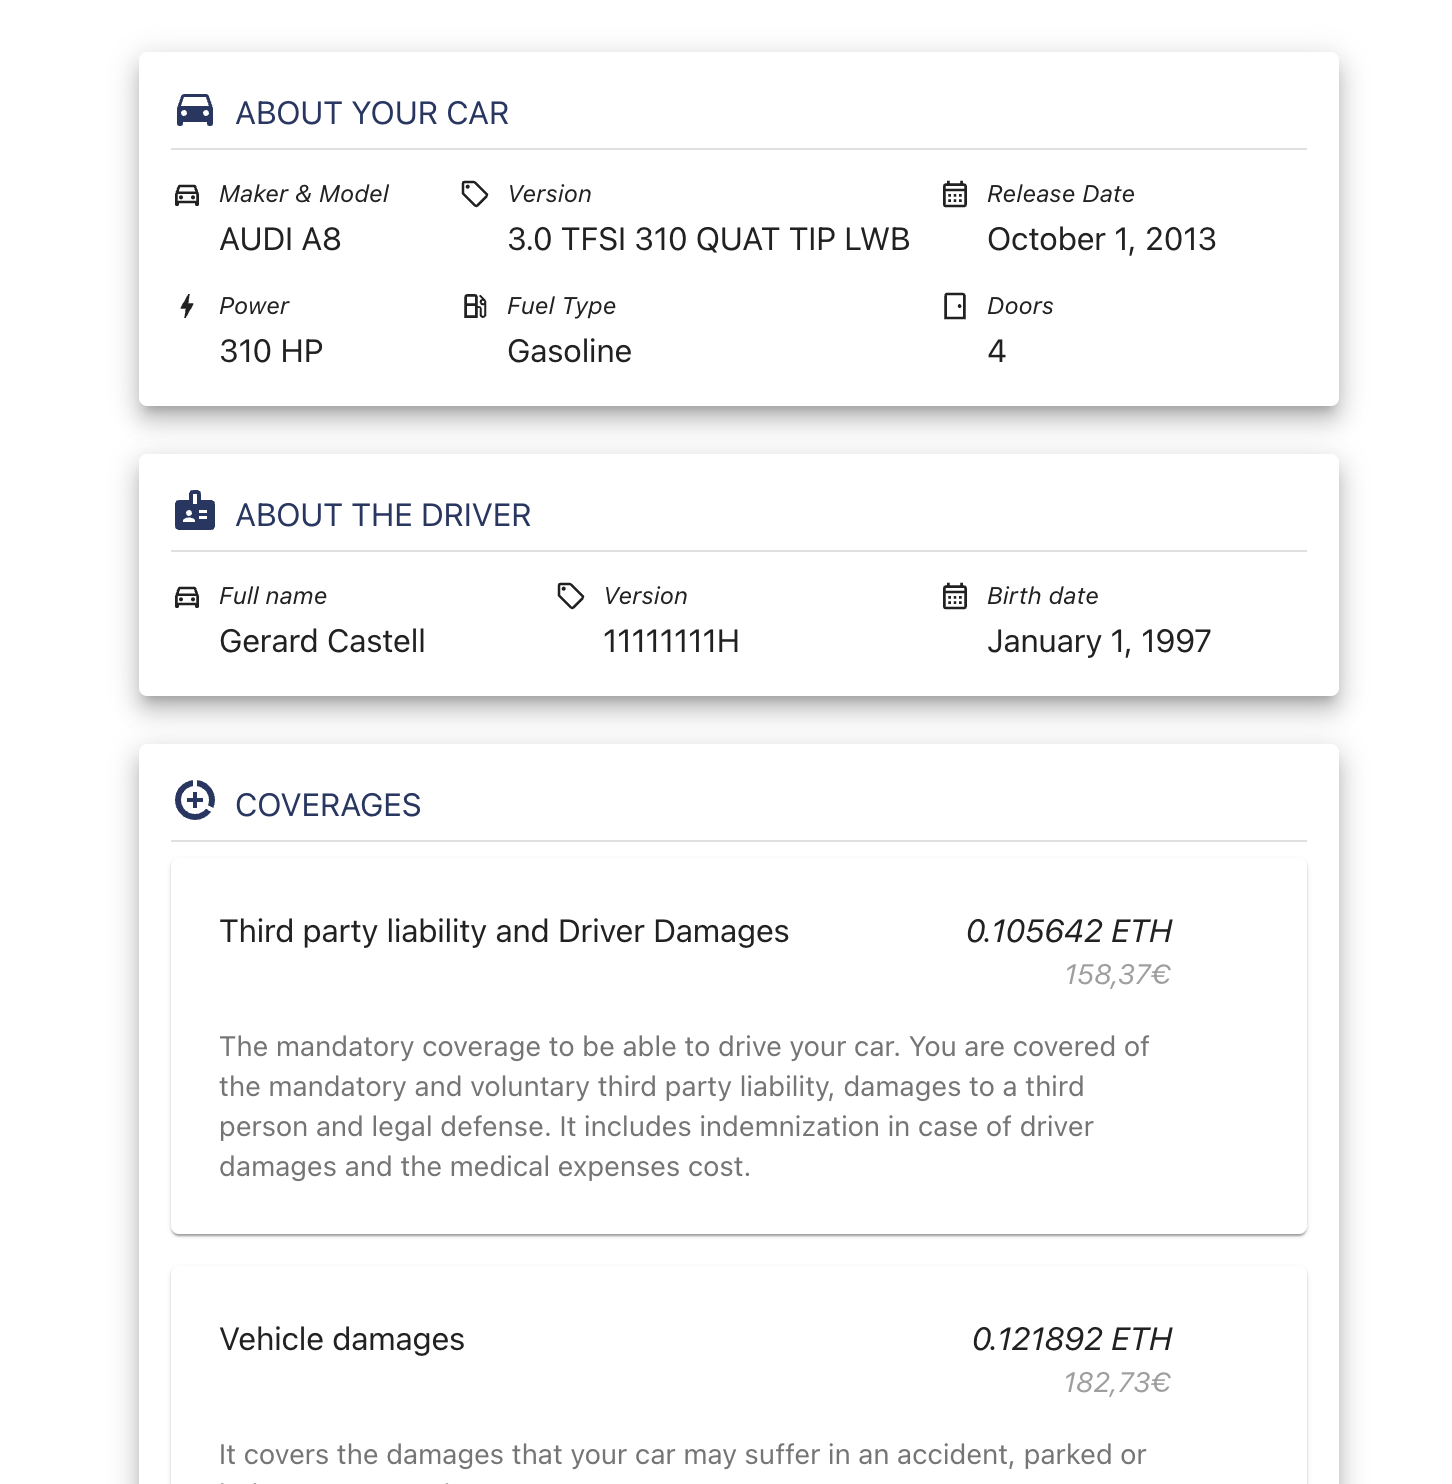 ABOUT YOUR CAR
Maker & Model
Version
Release Date
AUDI A8
3.0 TFSI 310 QUAT TIP LWB
October 1, 2013
Power
Fuel Type
Doors
310 HP
Gasoline
4
ABOUT THE DRIVER
Full name
Version
Birth date
Gerard Castell
11111111H
January 1, 1997
COVERAGES
Third party liability and Driver Damages
0.105642 ETH
158,37€
The mandatory coverage to be able to drive your car. You are covered of
the mandatory and voluntary third party liability, damages to a third
person and legal defense. It includes indemnization in case of driver
damages and the medical expenses cost.
Vehicle damages
0.121892 ETH
182,73€
It covers the damages that your car may suffer in an accident, parked or